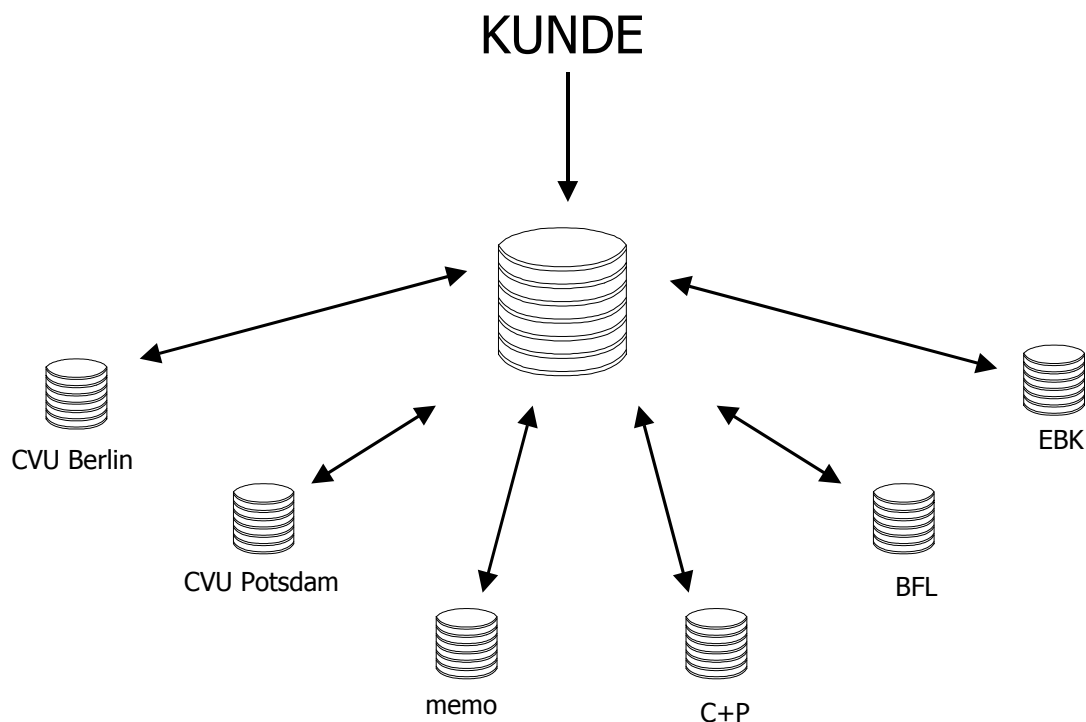 KUNDE
CVU Berlin
EBK
CVU Potsdam
BFL
memo
C+P